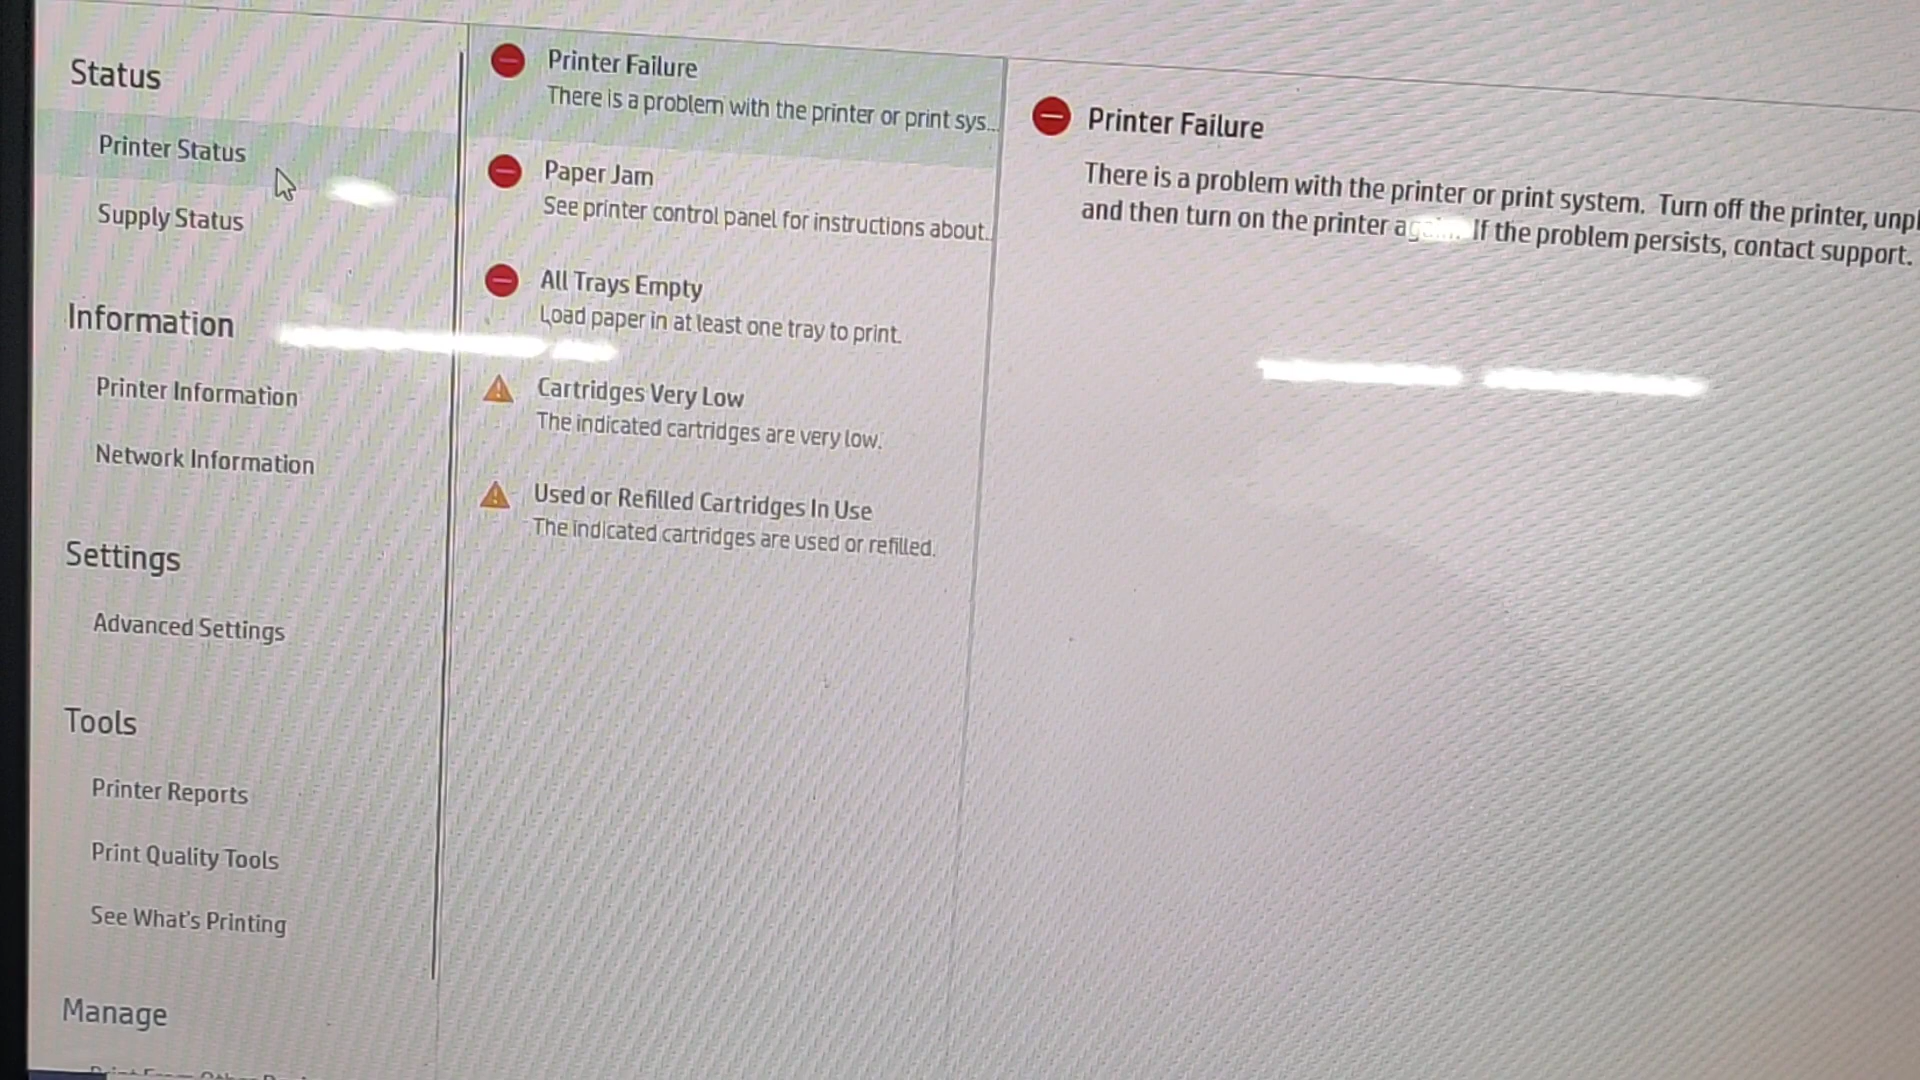 Status
Printer Status
Supply Status
Information
Printer Information
Network Information
Settings
Advanced Settings
Tools
Printer Reports
Print Quality Tools
See What's Printing
Manage
Printer Failure
There is a problem with the printer or print sys...
Paper Jam
See printer control panel for instructions about...
All Trays Empty
Load paper in at least one tray to print.
Cartridges Very Low
The indicated cartridges are very low.
Used or Refilled Cartridges In Use
The indicated cartridges are used or refilled.
Printer Failure
There is a problem with the printer or print system. Turn off the printer,
and then turn on the printer If the problem persists, contact support.